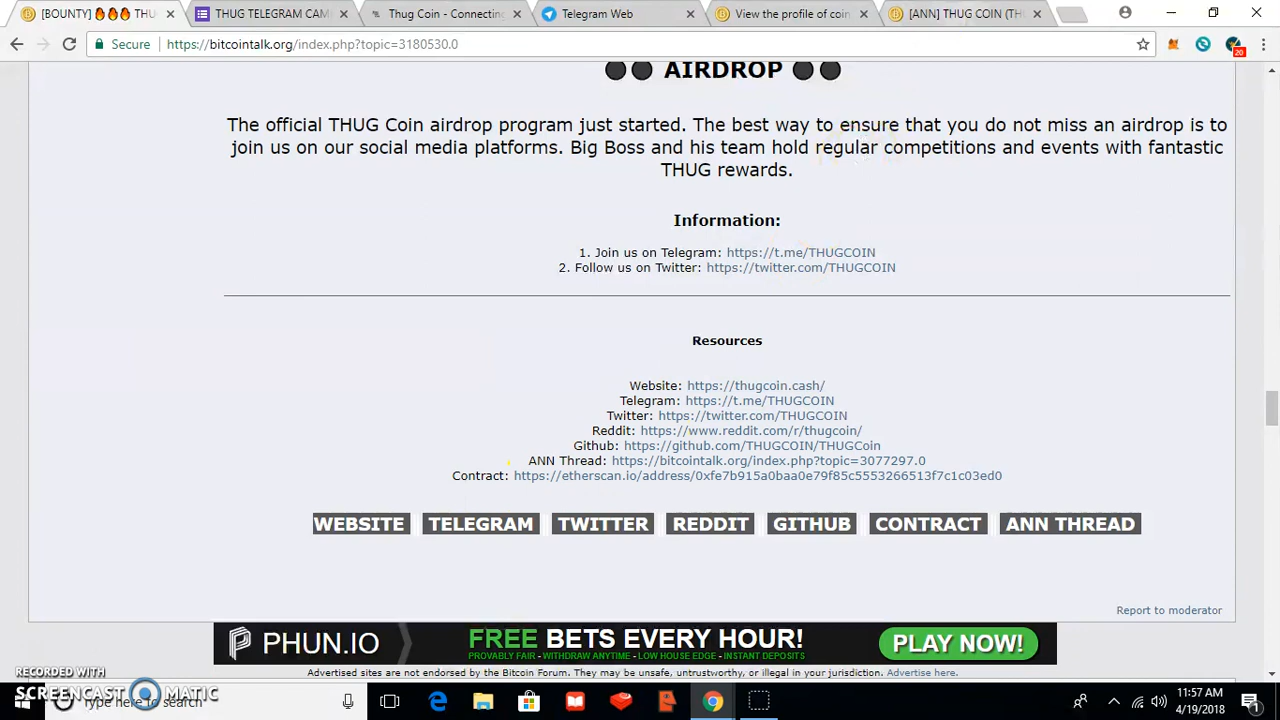 [BOUNTY] 🔥🔥🔥 THU
THUG TELEGRAM CAM
Thug Coin - Connecting
Telegram Web
View the profile of coin
[ANN] THUG COIN (TH
Secure
https://bitcointalk.org/index.php?topic=3180530.0
20
AIRDROP
The official THUG Coin airdrop program just started. The best way to ensure that you do not miss an airdrop is to
join us on our social media platforms. Big Boss and his team hold regular competitions and events with fantastic
THUG rewards.
Information:
1. Join us on Telegram: https://t.me/THUGCOIN
2. Follow us on Twitter: https://twitter.com/THUGCOIN
Resources
Website: https://thugcoin.cash/
Telegram: https://t.me/THUGCOIN
Twitter: https://twitter.com/THUGCOIN
Reddit: https://www.reddit.com/r/thugcoin/
Github: https://github.com/THUGCOIN/THUGCoin
ANN Thread: https://bitcointalk.org/index.php?topic=3077297.0
Contract: https://etherscan.io/address/0xfe7b915a0baa0e79f85c5553266513f7c1c03ed0
WEBSITE TELEGRAM TWITTER REDDIT GITHUB CONTRACT ANN THREAD
Report to moderator
PHUN.IO
FREE BETS EVERY HOUR!
PROVABLY FAIR - WITHDRAW ANYTIME - LOW HOUSE EDGE - INSTANT DEPOSITS
PLAY NOW!
Advertised sites are not endorsed by the Bitcoin Forum. They may be unsafe, untrustworthy, or illegal in your jurisdiction. Advertise here.
RECORDED WITH
SCREENCAST MATIC
Type here to search
11:57 AM
4/19/2018
1